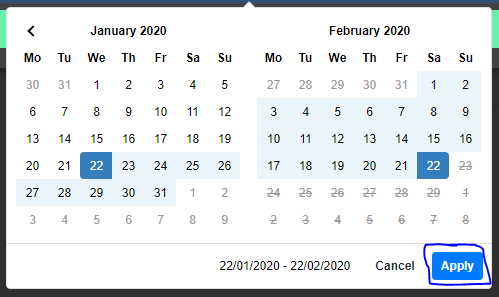 January 2020 February 2020
Mo Tu We Th Fr Sa Su Mo Tu We Th Fr Sa Su
30 31 1 2 3 4 5 27 28 29 30 31 1 2
6 7 8 9 10 11 12 3 4 5 6 7 8 9
13 14 15 16 17 18 19 10 11 12 13 14 15 16
20 21 22 23 24 25 26 17 18 19 20 21 22 23
27 28 29 30 31 1 2 24 25 26 27 28 29 1
3 4 5 6 7 8 9 2 3 4 5 6 7 8
22/01/2020 - 22/02/2020 Cancel Apply